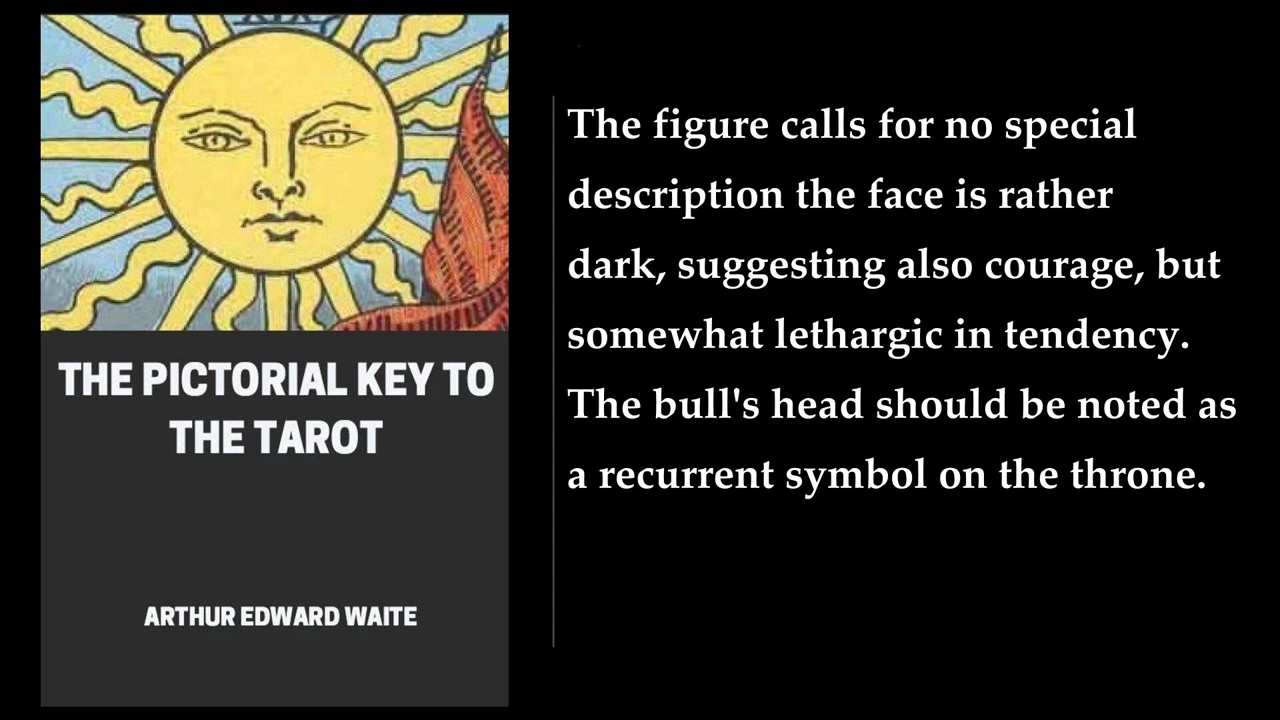 THE PICTORIAL KEY TO
THE TAROT
ARTHUR EDWARD WAITE
The figure calls for no special
description the face is rather
dark, suggesting also courage, but
somewhat lethargic in tendency.
The bull's head should be noted as
a recurrent symbol on the throne.